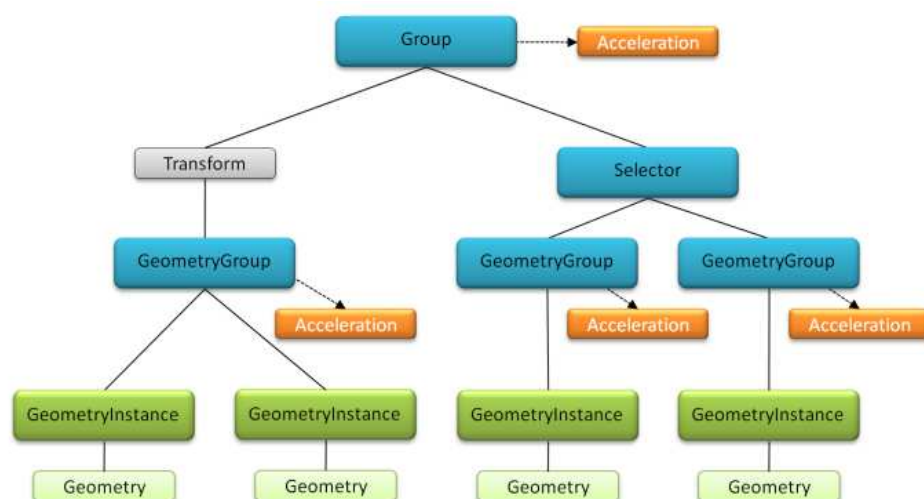 Group
Acceleration
Transform
Selector
GeometryGroup
GeometryGroup
GeometryGroup
Acceleration
Acceleration
Acceleration
GeometryInstance
GeometryInstance
GeometryInstance
GeometryInstance
Geometry
Geometry
Geometry
Geometry